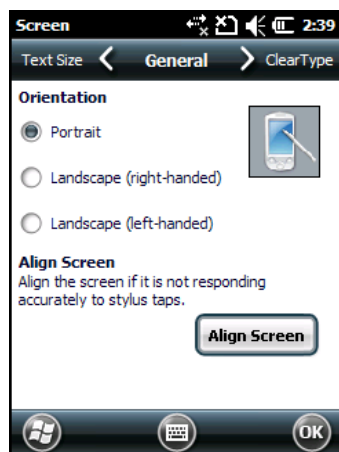 Screen 2:39
Text Size General ClearType
Orientation
Portrait
Landscape (right-handed)
Landscape (left-handed)
Align Screen
Align the screen if it is not responding
accurately to stylus taps.
Align Screen
OK